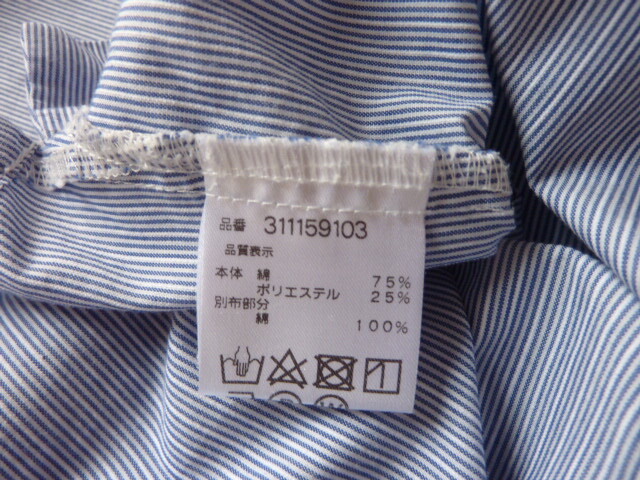 品番 311159103
品質表示
本体 綿 75%
ポリエステル 25%
別布部分
綿 100%